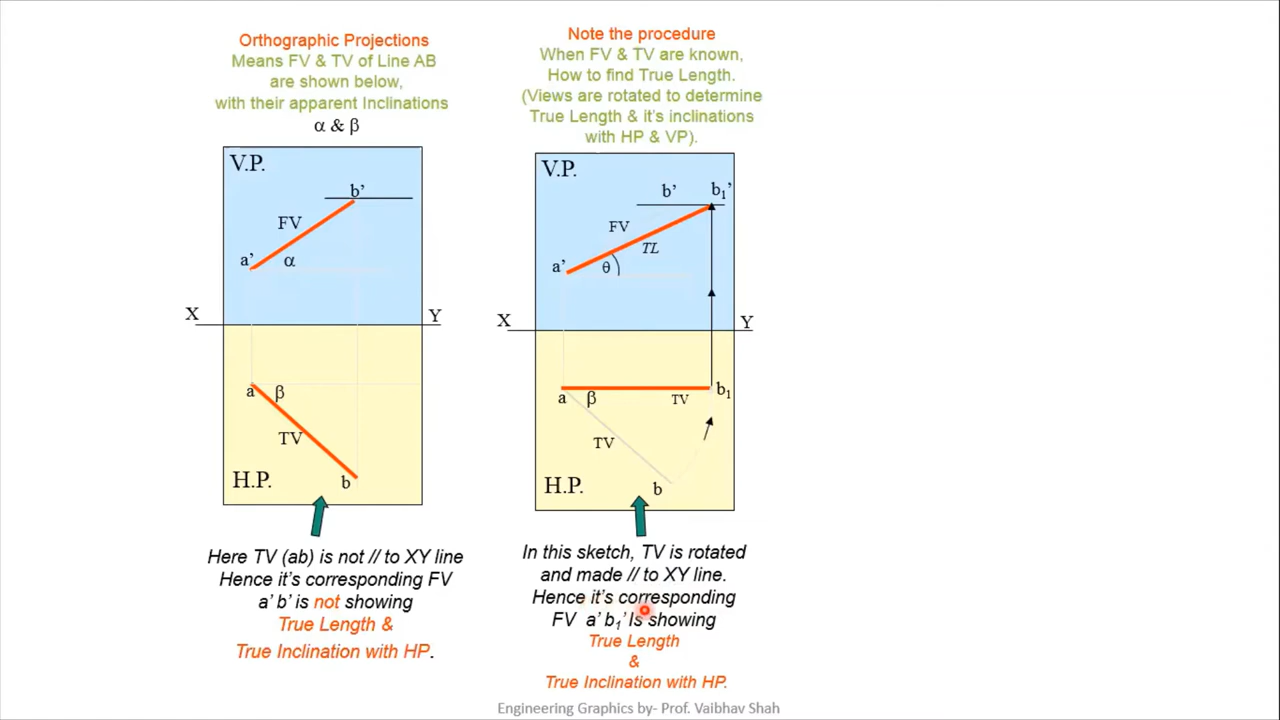 Orthographic Projections
Means FV & TV of Line AB
are shown below,
with their apparent Inclinations
α & β
V.P.
b’
FV
a’
α
X
Y
a
β
TV
H.P.
b
Here TV (ab) is not // to XY line
Hence it’s corresponding FV
a’ b’ is not showing
True Length &
True Inclination with HP.
Note the procedure
When FV & TV are known,
How to find True Length.
(Views are rotated to determine
True Length & it’s inclinations
with HP & VP).
V.P.
b’
b₁’
FV
TL
a’
θ
X
Y
b₁
a
β
TV
TV
H.P.
b
In this sketch, TV is rotated
and made // to XY line.
Hence it’s corresponding
FV a’ b₁’ Is showing
True Length
&
True Inclination with HP.
Engineering Graphics by- Prof. Vaibhav Shah